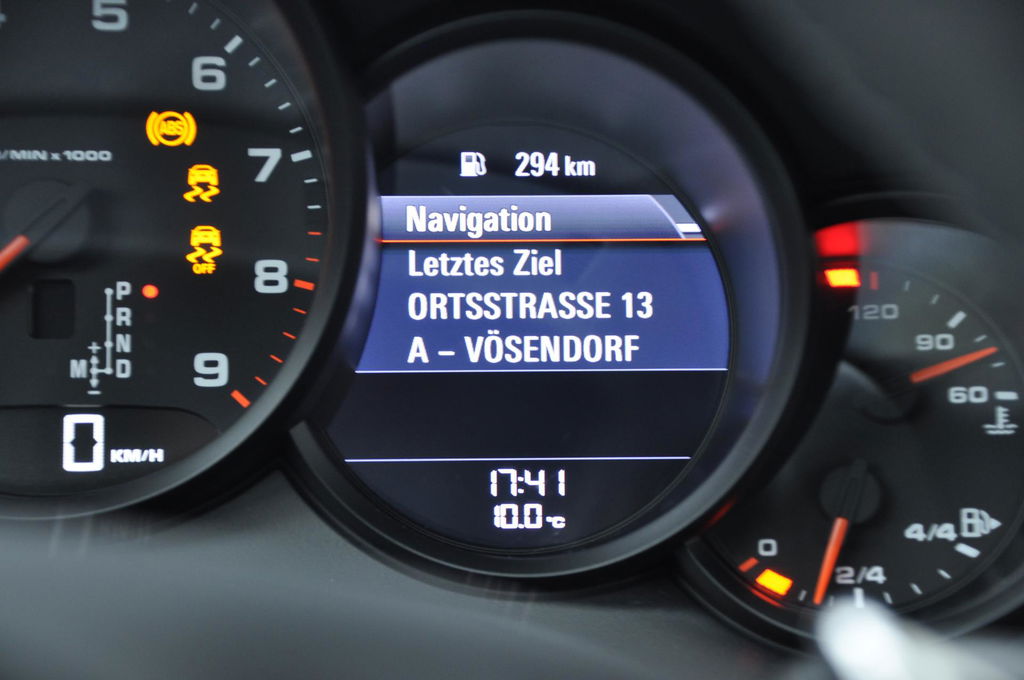 5
6
7
8
9
ABS
/MIN x 1000
OFF
P
R
N
M D
+
-
0 KM/H
294 km
Navigation
Letztes Ziel
ORTSSTRASSE 13
A – VÖSENDORF
17:41
10.0 °C
120
90
60
0
2/4
4/4